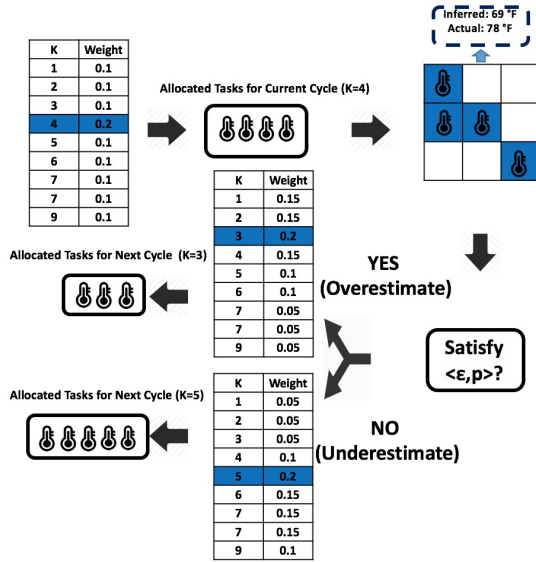 Inferred: 69 °F
Actual: 78 °F
K Weight
1 0.1
2 0.1
3 0.1
4 0.2
5 0.1
6 0.1
7 0.1
7 0.1
9 0.1
Allocated Tasks for Current Cycle (K=4)
K Weight
1 0.15
2 0.15
3 0.2
4 0.15
5 0.1
6 0.1
7 0.05
7 0.05
9 0.05
Allocated Tasks for Next Cycle (K=3)
YES
(Overestimate)
Satisfy
<ε,p>?
K Weight
1 0.05
2 0.05
3 0.05
4 0.1
5 0.2
6 0.15
7 0.15
7 0.15
9 0.1
Allocated Tasks for Next Cycle (K=5)
NO
(Underestimate)